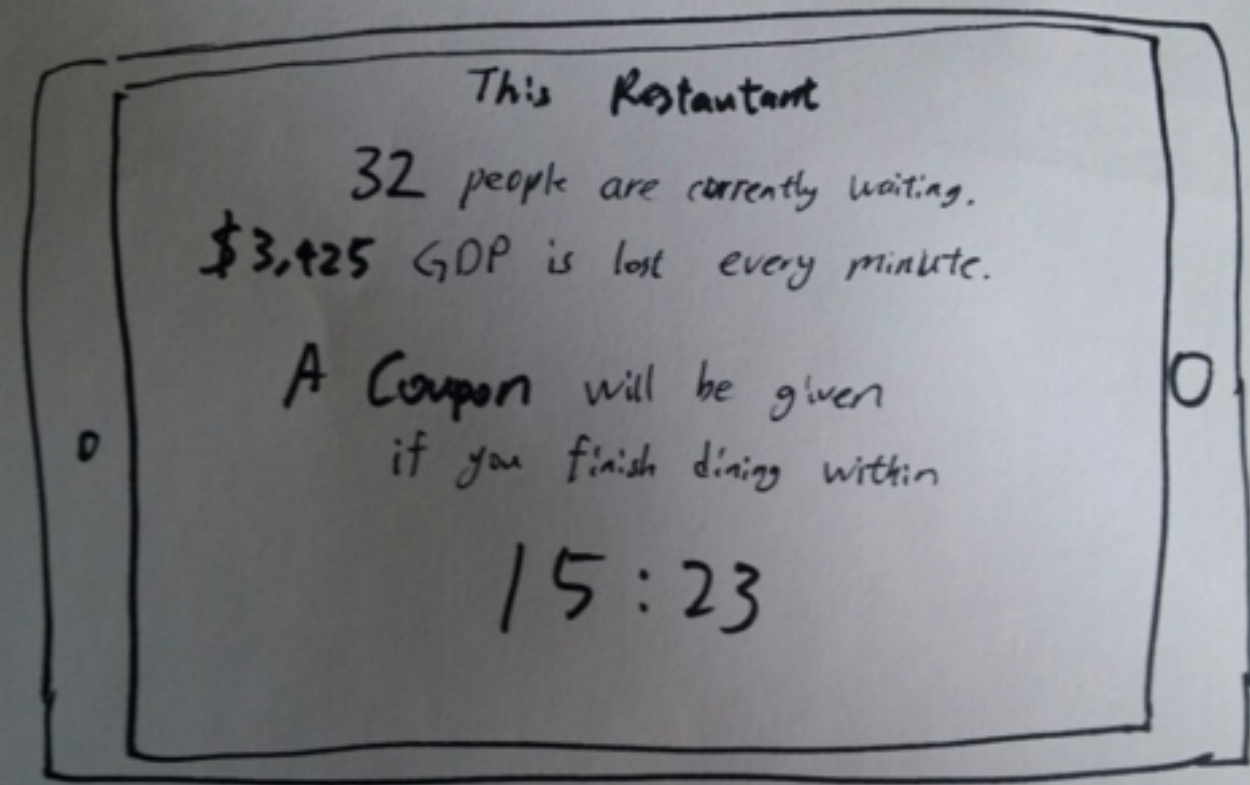 This Restautant
32 people are currently waiting.
$3,425 GDP is lost every minute.
A Coupon will be given
if you finish dining within
15:23